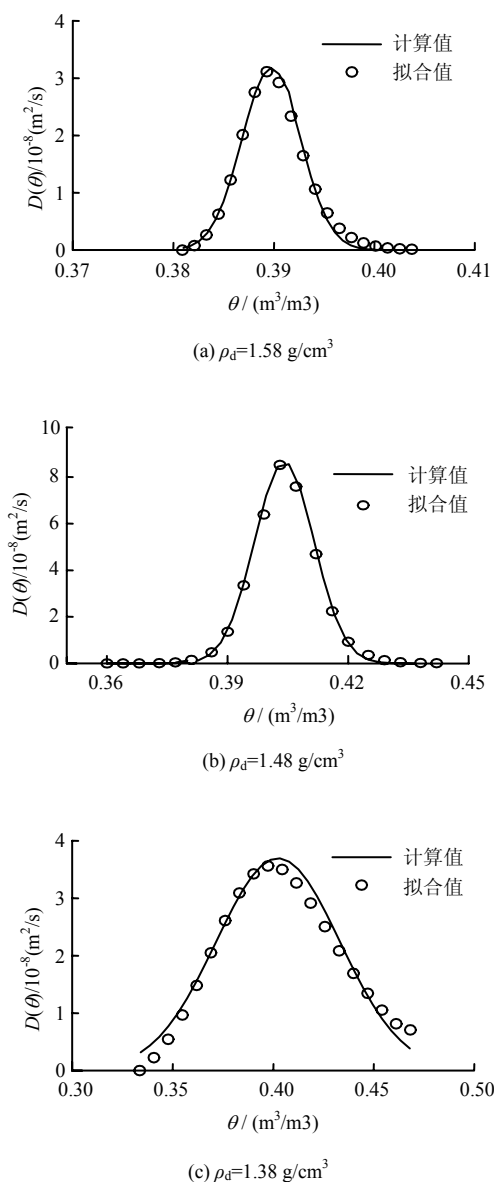 4
3
2
1
0
D(θ)/10⁻⁸(m²/s)
计算值
拟合值
0.37 0.38 0.39 0.40 0.41
θ / (m³/m3)
(a) ρd=1.58 g/cm³
10
8
6
4
2
0
D(θ)/10⁻⁸(m²/s)
计算值
拟合值
0.36 0.39 0.42 0.45
θ / (m³/m3)
(b) ρd=1.48 g/cm³
4
3
2
1
0
D(θ)/10⁻⁸(m²/s)
计算值
拟合值
0.30 0.35 0.40 0.45 0.50
θ / (m³/m3)
(c) ρd=1.38 g/cm³